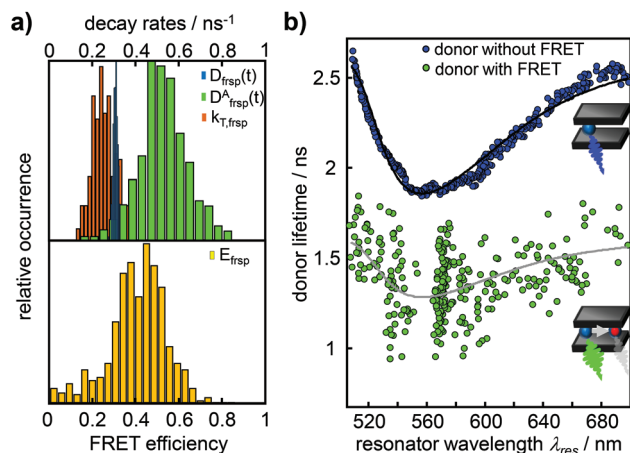 a)
decay rates / ns⁻¹
0 0.2 0.4 0.6 0.8 1
D_frsp(t)
D^A_frsp(t)
k_T,frsp
relative occurrence
E_frsp
0 0.2 0.4 0.6 0.8 1
FRET efficiency
b)
donor without FRET
donor with FRET
2.5
2
1.5
1
donor lifetime / ns
520 560 600 640 680
resonator wavelength λ_res / nm